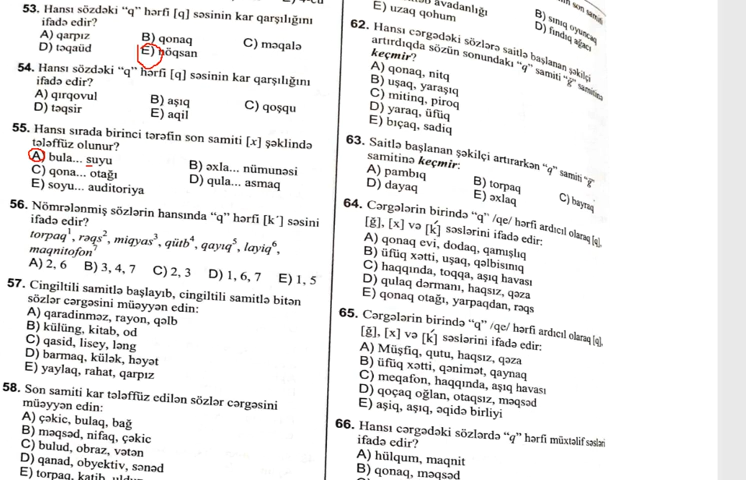 53. Hansı sözdəki “q” hərfi [q] səsinin kar qarşılığını
ifadə edir?
A) qarpız B) qonaq C) məqalə
D) təqaüd E) höqsan
54. Hansı sözdəki “q” hərfi [q] səsinin kar qarşılığını
ifadə edir?
A) qırqovul B) aşıq C) qoşqu
D) təqsir E) aqil
55. Hansı sırada birinci tərəfin son samiti [x] şəklində
tələffüz olunur?
A) bula... suyu B) əxla... nümunəsi
C) qona... otağı D) qula... asmaq
E) soyu... auditoriya
56. Nömrələnmiş sözlərin hansında “q” hərfi [k´] səsini
ifadə edir?
torpaq¹, rəqs², miqyas³, qütb⁴, qayıq⁵, layiq⁶,
maqnitofon⁷
A) 2, 6 B) 3, 4, 7 C) 2, 3 D) 1, 6, 7 E) 1, 5
57. Cingiltili samitlə başlayıb, cingiltili samitlə bitən
sözlər cərgəsini müəyyən edin:
A) qaradinməz, rayon, qəlb
B) külüng, kitab, od
C) qasid, lisey, ləng
D) barmaq, külək, həyət
E) yaylaq, rahat, qarpız
58. Son samiti kar tələffüz edilən sözlər cərgəsini
müəyyən edin:
A) çəkic, bulaq, bağ
B) məqsəd, nifaq, çəkic
C) bulud, obraz, vətən
D) qanad, obyektiv, sənəd
E) torpaq, katib,
avadanlığı
E) uzaq qohum
B) sınıq oyuncaq
D) fındıq ağacı
62. Hansı cərgədəki sözlərə saitlə başlanan şəkilçi
artırdıqda sözün sonundakı “q” samiti “ğ” samitinə
keçmir?
A) qonaq, nitq
B) uşaq, yaraşıq
C) mitinq, piroq
D) yaraq, üfüq
E) bıçaq, sadiq
63. Saitlə başlanan şəkilçi artırarkən “q” samiti “ğ”
samitinə keçmir:
A) pambıq B) torpaq C) bayraq
D) dayaq E) əxlaq
64. Cərgələrin birində “q” /qe/ hərfi ardıcıl olaraq [q],
[ğ], [x] və [k´] səslərini ifadə edir:
A) qonaq evi, dodaq, qamışlıq
B) üfüq xətti, uşaq, qəlbisınıq
C) haqqında, toqqa, aşıq havası
D) qulaq dərmanı, haqsız, qəza
E) qonaq otağı, yarpaqdan, rəqs
65. Cərgələrin birində “q” /qe/ hərfi ardıcıl olaraq [q],
[ğ], [x] və [k´] səslərini ifadə edir:
A) Müşfiq, qutu, haqsız, qəza
B) üfüq xətti, qənimət, qaynaq
C) meqafon, haqqında, aşıq havası
D) qoçaq oğlan, otaqsız, məqsəd
E) aşiq, aşıq, əqidə birliyi
66. Hansı cərgədəki sözlərdə “q” hərfi müxtəlif səsləri
ifadə edir?
A) hülqum, maqnit
B) qonaq, məqsəd